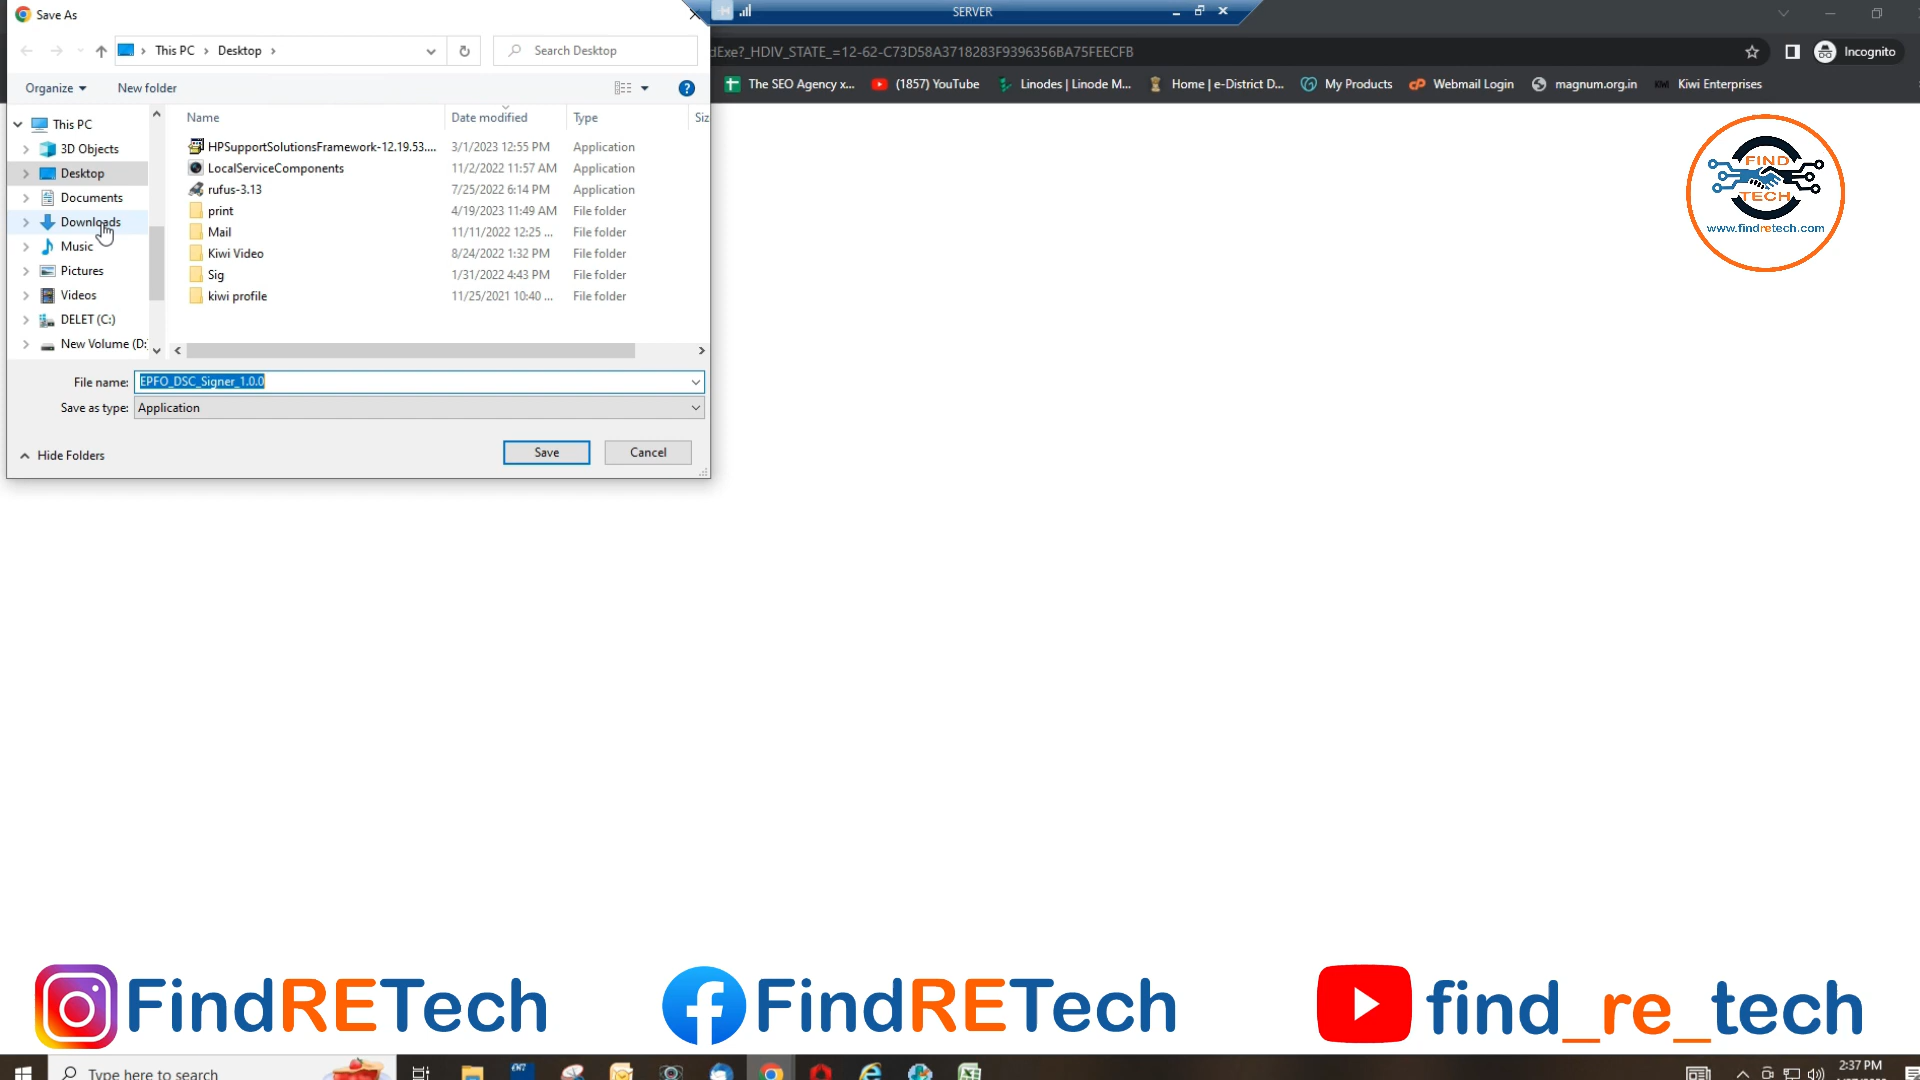 Save As
SERVER
This PC > Desktop >
Search Desktop
dExe?_HDIV_STATE_=12-62-C73D58A3718283F9396356BA75FEECFB
Incognito
Organize
New folder
The SEO Agency x...
(1857) YouTube
Linodes | Linode M...
Home | e-District D...
My Products
Webmail Login
magnum.org.in
Kiwi Enterprises
This PC
3D Objects
Desktop
Documents
Downloads
Music
Pictures
Videos
DELET (C:)
New Volume (D:
Name Date modified Type Siz
HPSupportSolutionsFramework-12.19.53.... 3/1/2023 12:55 PM Application
LocalServiceComponents 11/2/2022 11:57 AM Application
rufus-3.13 7/25/2022 6:14 PM Application
print 4/19/2023 11:49 AM File folder
Mail 11/11/2022 12:25 ... File folder
Kiwi Video 8/24/2022 1:32 PM File folder
Sig 1/31/2022 4:43 PM File folder
kiwi profile 11/25/2021 10:40 ... File folder
File name: EPFO_DSC_Signer_1.0.0
Save as type: Application
Hide Folders
Save
Cancel
FIND
TECH
www.findretech.com
FindRETech
FindRETech
find_re_tech
Type here to search
2:37 PM